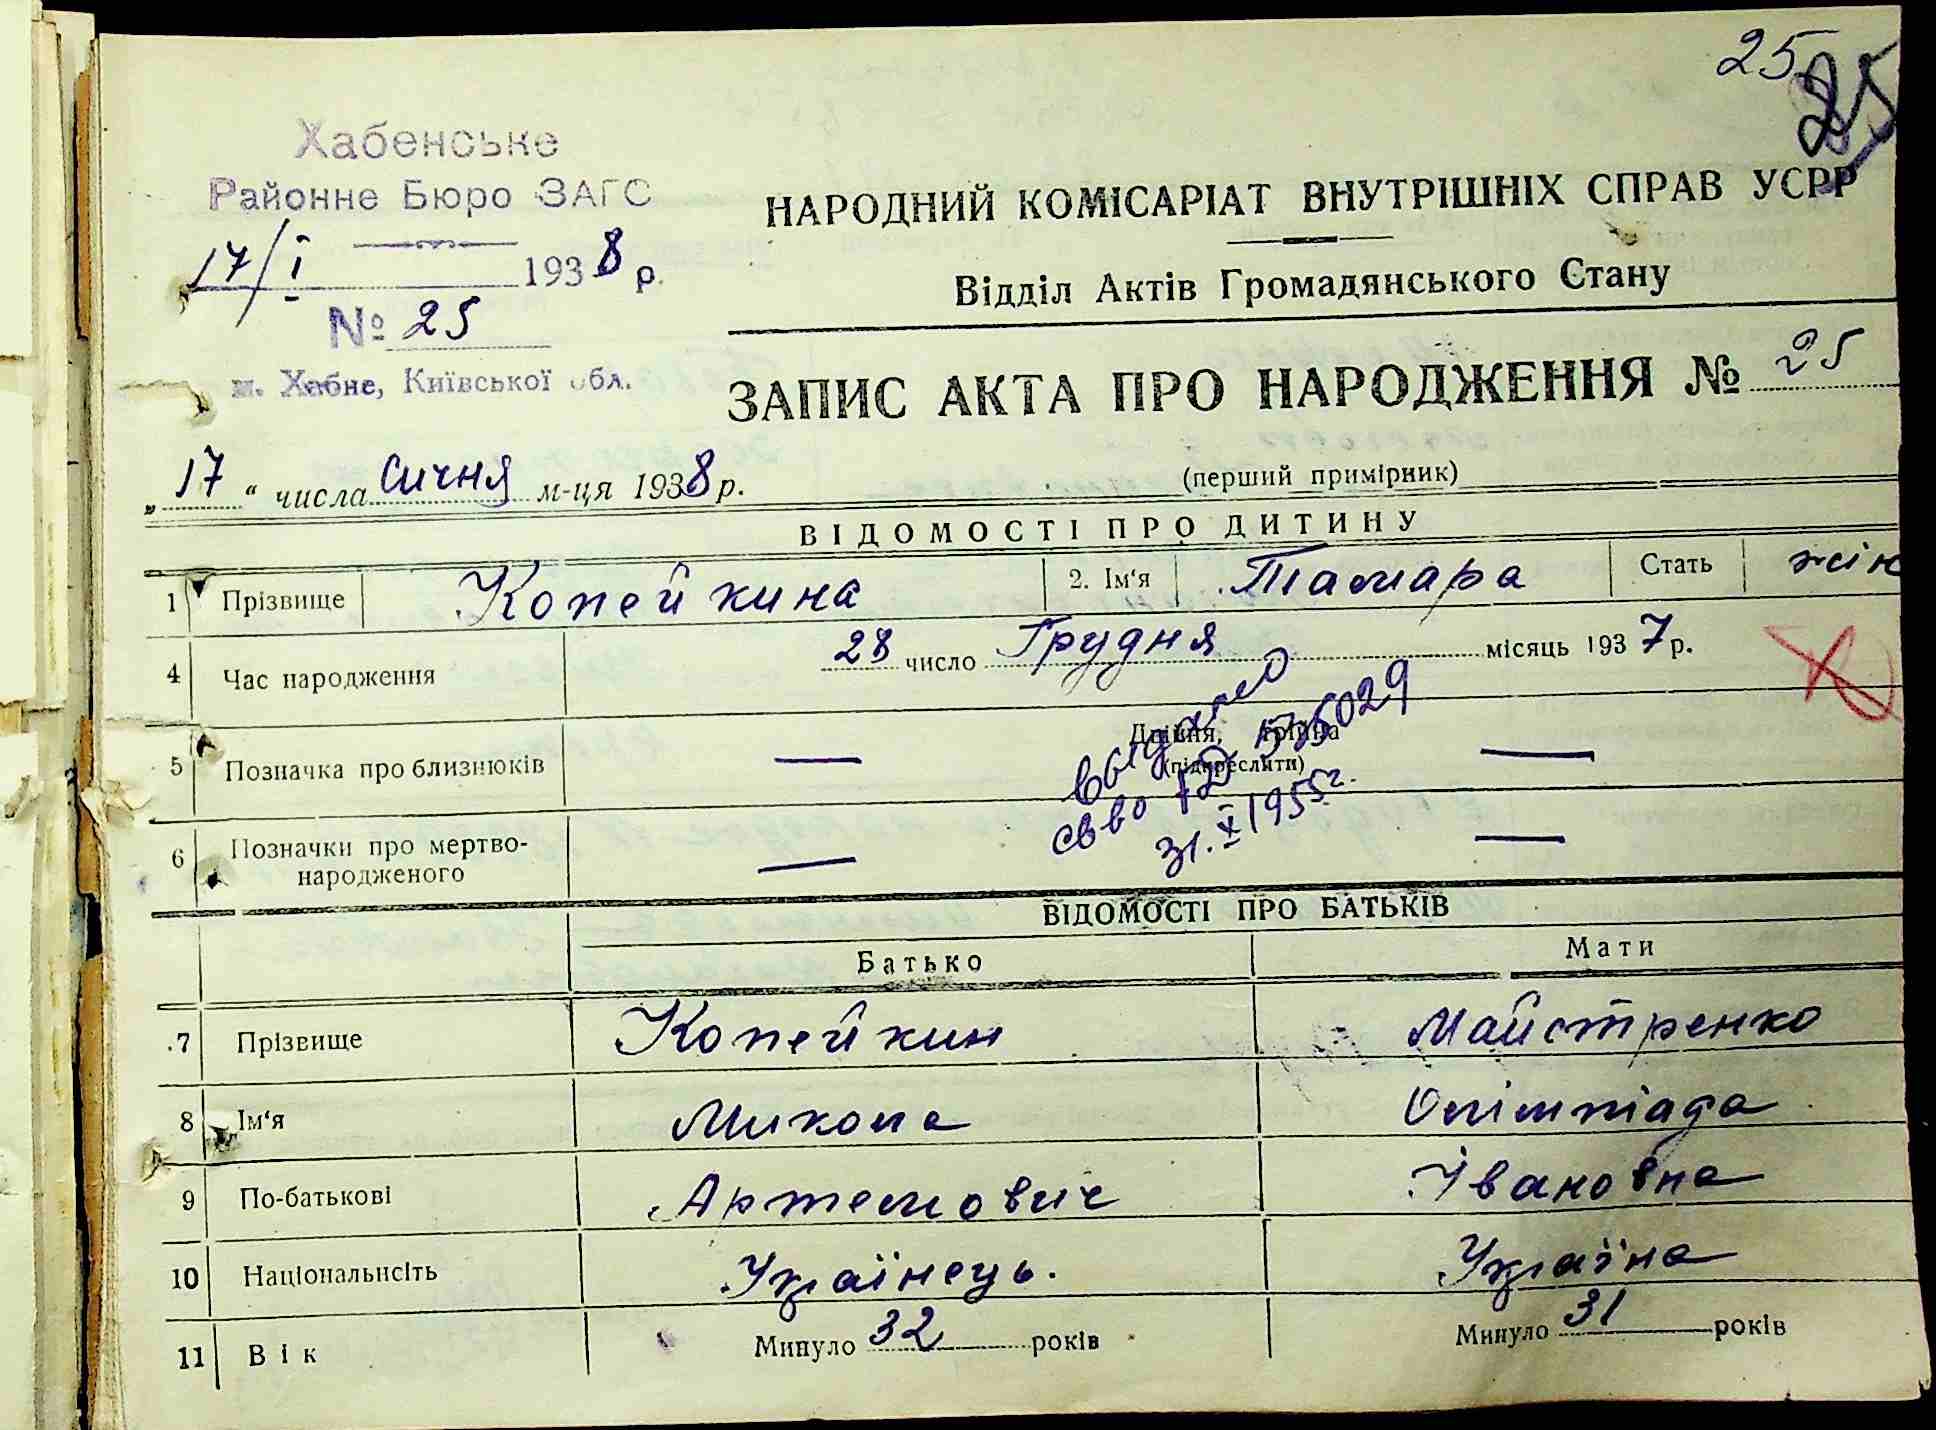 25 25
Хабенське
Районне Бюро ЗАГС
17/I 1938 р.
№ 25
м. Хабне, Київської обл.
НАРОДНИЙ КОМІСАРІАТ ВНУТРІШНІХ СПРАВ УСРР
Відділ Актів Громадянського Стану
ЗАПИС АКТА ПРО НАРОДЖЕННЯ № 25
„17“ числа січня м-ця 1938 р.
(перший примірник)
ВІДОМОСТІ ПРО ДИТИНУ
1 Прізвище Копейкина 2. Ім'я Тамара Стать жін
4 Час народження 28 число Грудня місяць 1937 р.
5 Позначка про близнюків — Двійня, трійня —
(підкреслити)
выдано
св во 535029
31.X 1955г.
6 Позначки про мертво-
народженого — —
ВІДОМОСТІ ПРО БАТЬКІВ
Батько Мати
7 Прізвище Копейкин Майстренко
8 Ім'я Микола Олімпіада
9 По-батькові Артемович Івановна
10 Національність Українець. Україна
11 Вік Минуло 32 років Минуло 31 років